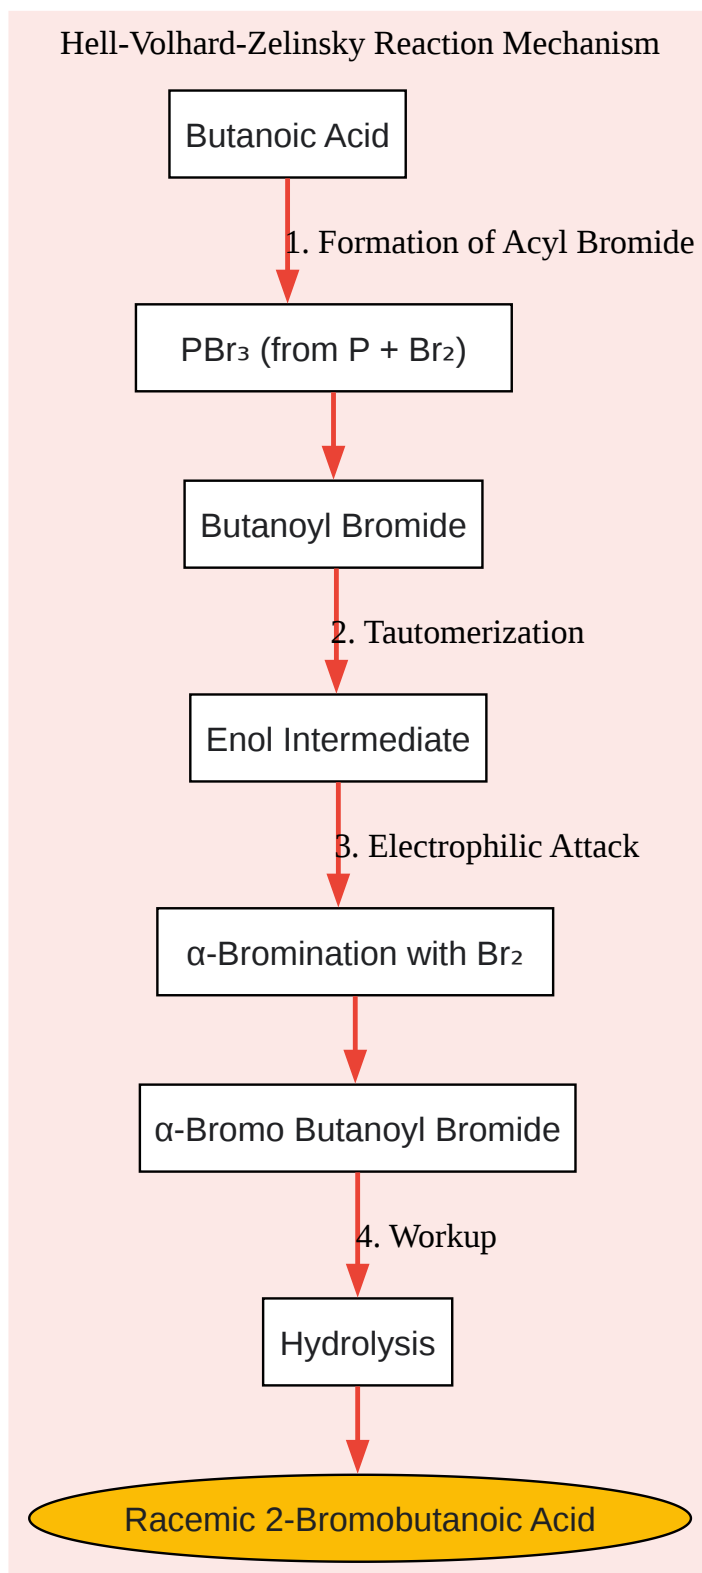 Hell-Volhard-Zelinsky Reaction Mechanism
Butanoic Acid
1. Formation of Acyl Bromide
PBr₃ (from P + Br₂)
Butanoyl Bromide
2. Tautomerization
Enol Intermediate
3. Electrophilic Attack
α-Bromination with Br₂
α-Bromo Butanoyl Bromide
4. Workup
Hydrolysis
Racemic 2-Bromobutanoic Acid